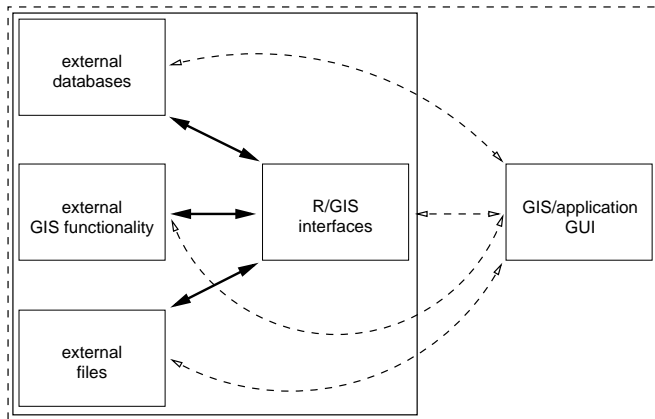 external
databases
external
GIS functionality
R/GIS
interfaces
GIS/application
GUI
external
files